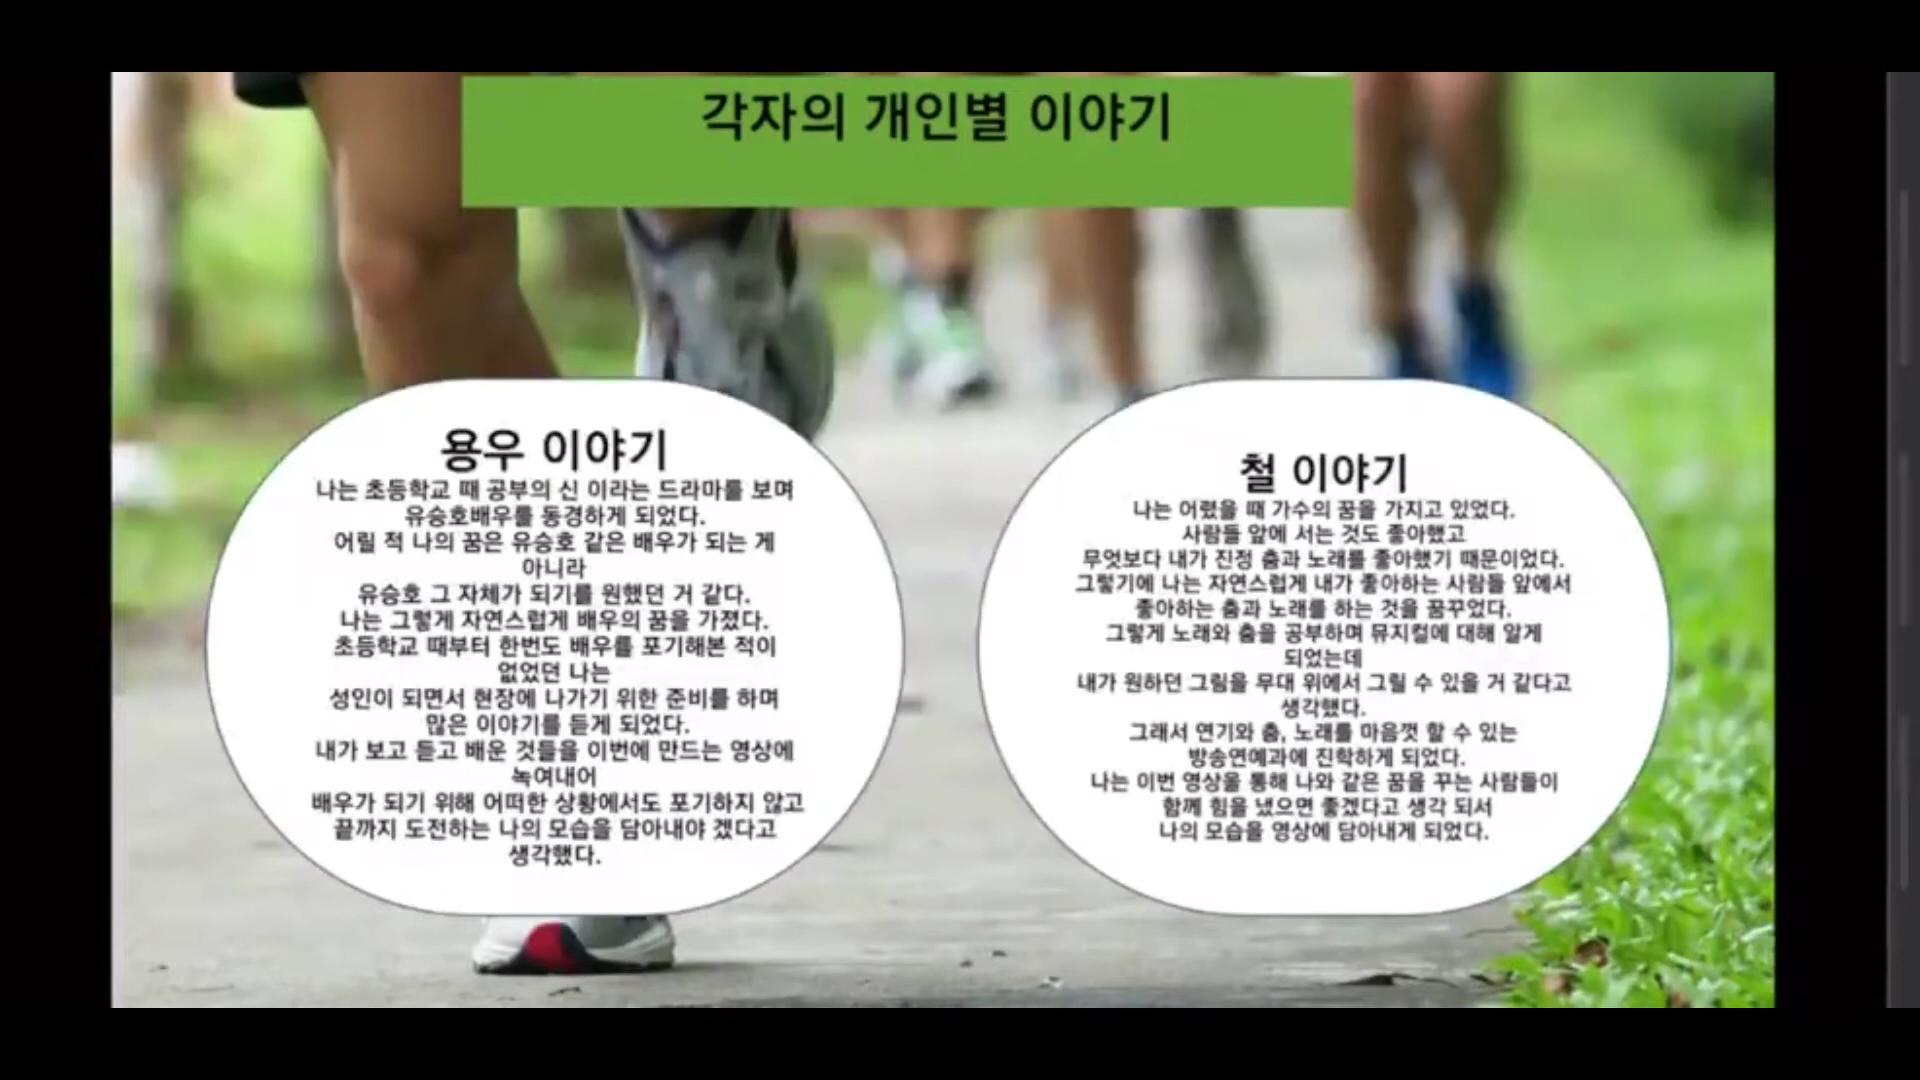 각자의 개인별 이야기
용우 이야기
나는 초등학교 때 공부의 신 이라는 드라마를 보며
유승호배우를 동경하게 되었다.
어릴 적 나의 꿈은 유승호 같은 배우가 되는 게
아니라
유승호 그 자체가 되기를 원했던 거 같다.
나는 그렇게 자연스럽게 배우의 꿈을 가졌다.
초등학교 때부터 한번도 배우를 포기해본 적이
없었던 나는
성인이 되면서 현장에 나가기 위한 준비를 하며
많은 이야기를 듣게 되었다.
내가 보고 듣고 배운 것들을 이번에 만드는 영상에
녹여내어
배우가 되기 위해 어떠한 상황에서도 포기하지 않고
끝까지 도전하는 나의 모습을 담아내야 겠다고
생각했다.
철 이야기
나는 어렸을 때 가수의 꿈을 가지고 있었다.
사람들 앞에 서는 것도 좋아했고
무엇보다 내가 진정 춤과 노래를 좋아했기 때문이었다.
그렇기에 나는 자연스럽게 내가 좋아하는 사람들 앞에서
좋아하는 춤과 노래를 하는 것을 꿈꾸었다.
그렇게 노래와 춤을 공부하며 뮤지컬에 대해 알게
되었는데
내가 원하던 그림을 무대 위에서 그릴 수 있을 거 같다고
생각했다.
그래서 연기와 춤, 노래를 마음껏 할 수 있는
방송연예과에 진학하게 되었다.
나는 이번 영상을 통해 나와 같은 꿈을 꾸는 사람들이
함께 힘을 냈으면 좋겠다고 생각 되서
나의 모습을 영상에 담아내게 되었다.